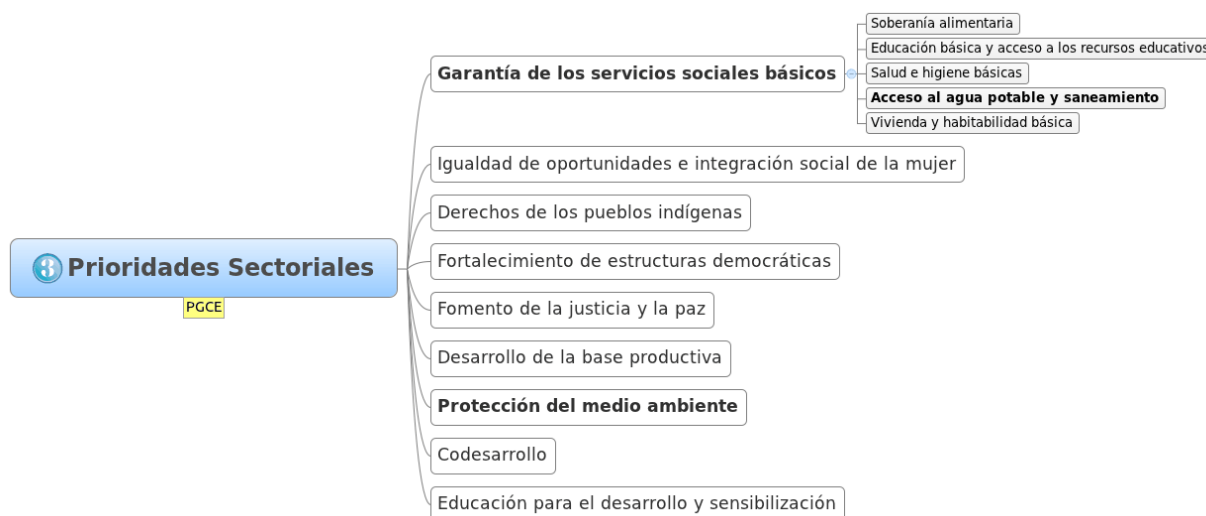 3 Prioridades Sectoriales
PGCE
Garantía de los servicios sociales básicos
Soberanía alimentaria
Educación básica y acceso a los recursos educativos
Salud e higiene básicas
Acceso al agua potable y saneamiento
Vivienda y habitabilidad básica
Igualdad de oportunidades e integración social de la mujer
Derechos de los pueblos indígenas
Fortalecimiento de estructuras democráticas
Fomento de la justicia y la paz
Desarrollo de la base productiva
Protección del medio ambiente
Codesarrollo
Educación para el desarrollo y sensibilización